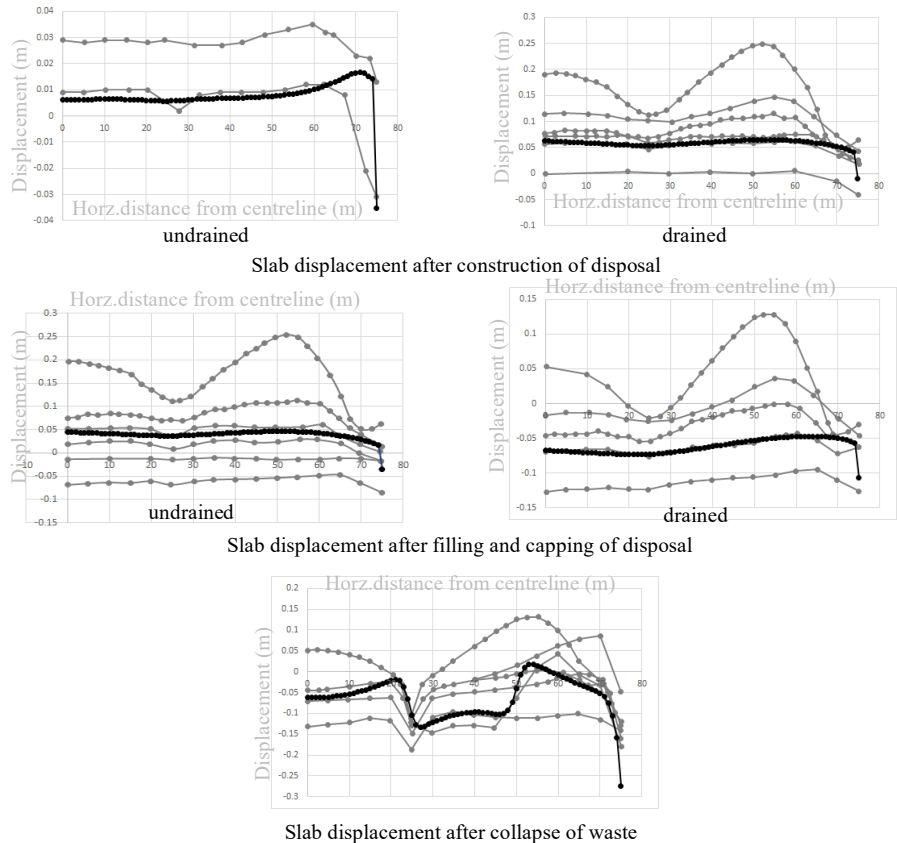 0.04
0.03
0.02
0.01
0
-0.01
-0.02
-0.03
-0.04
0 10 20 30 40 50 60 70 80
Displacement (m)
Horz.distance from centreline (m)
undrained
0.3
0.25
0.2
0.15
0.1
0.05
0
-0.05
-0.1
0 10 20 30 40 50 60 70 80
Displacement (m)
Horz.distance from centreline (m)
drained
Slab displacement after construction of disposal
Horz.distance from centreline (m)
0.3
0.25
0.2
0.15
0.1
0.05
0
-0.05
-0.1
-0.15
-10 0 10 20 30 40 50 60 70 80
Displacement (m)
undrained
Horz.distance from centreline (m)
0.15
0.1
0.05
0
-0.05
-0.1
-0.15
0 10 20 30 40 50 60 70 80
Displacement (m)
drained
Slab displacement after filling and capping of disposal
Horz.distance from centreline (m)
0.2
0.15
0.1
0.05
0
-0.05
-0.1
-0.15
-0.2
-0.25
-0.3
0 10 20 30 40 50 60 70 80
Displacement (m)
Slab displacement after collapse of waste